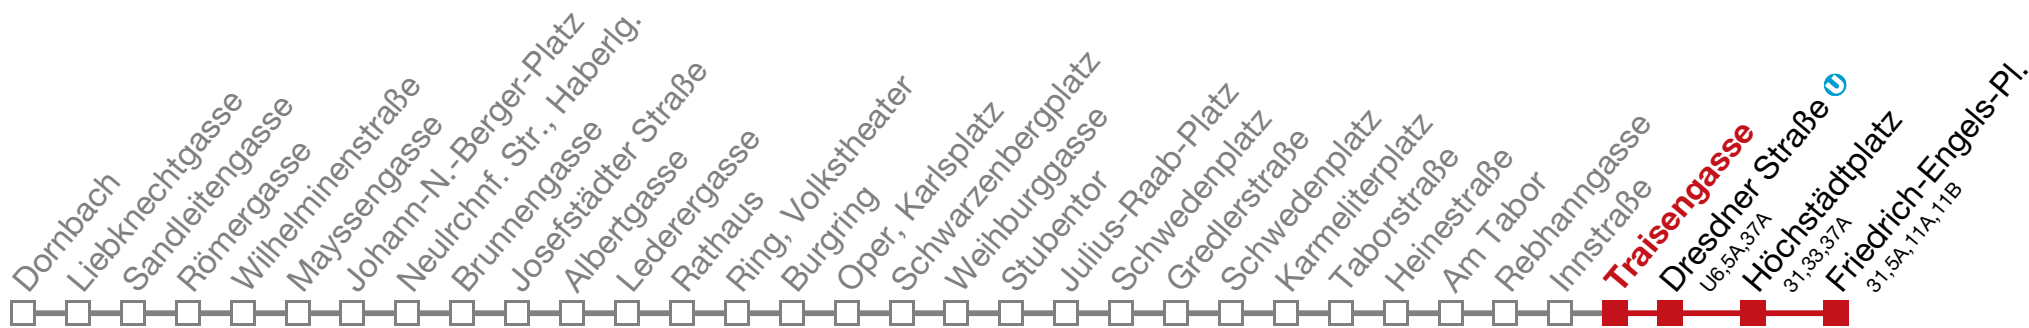 Dornbach
Liebknechtgasse
Sandleitengasse
Römergasse
Wilhelminenstraße
Mayssengasse
Johann-N.-Berger-Platz
Neulrchnf. Str., Haberlg.
Brunnengasse
Josefstädter Straße
Albertgasse
Lederergasse
Rathaus
Ring, Volkstheater
Burgring
Oper, Karlsplatz
Schwarzenbergplatz
Weihburggasse
Stubentor
Julius-Raab-Platz
Schwedenplatz
Gredlerstraße
Schwedenplatz
Karmeliterplatz
Taborstraße
Heinestraße
Am Tabor
Rebhanngasse
Innstraße
Traisengasse
Dresdner Straße U
U6,5A,37A
Höchstädtplatz
31,33,37A
Friedrich-Engels-Pl.
31,5A,11A,11B